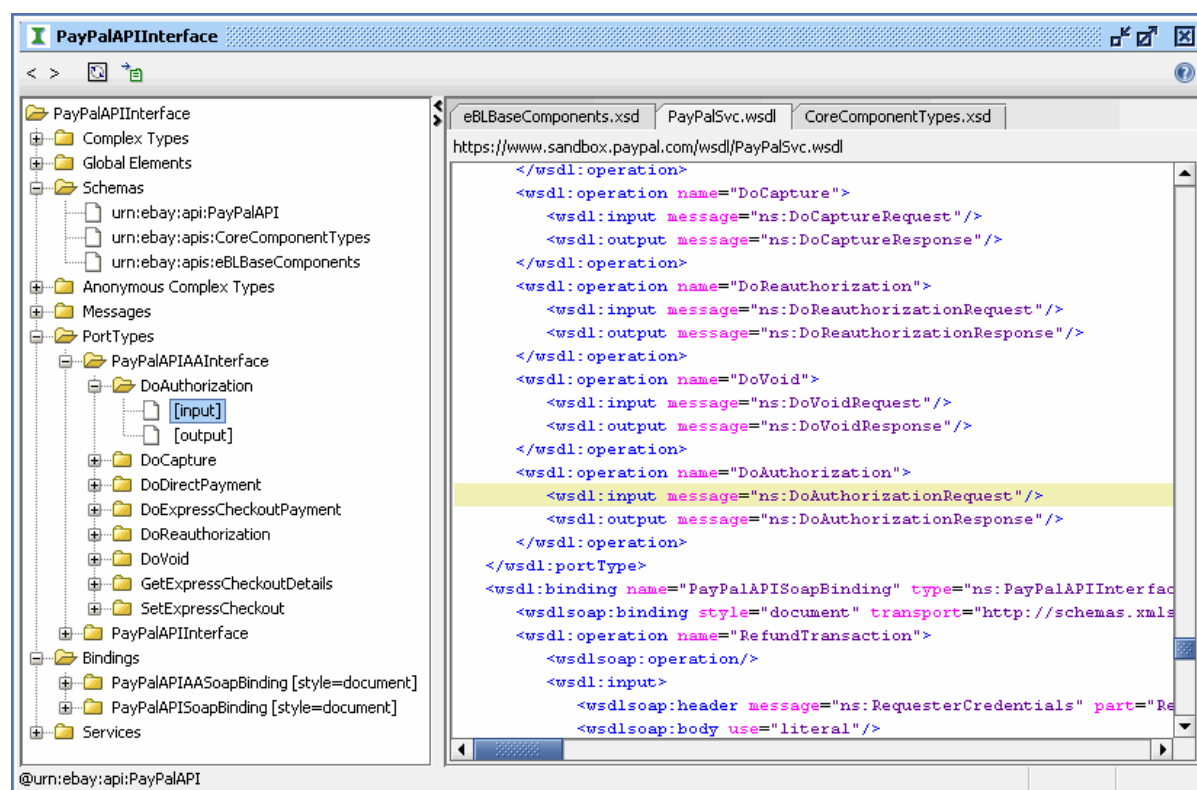 PayPalAPIInterface
< >
PayPalAPIInterface
Complex Types
Global Elements
Schemas
urn:ebay:api:PayPalAPI
urn:ebay:apis:CoreComponentTypes
urn:ebay:apis:eBLBaseComponents
Anonymous Complex Types
Messages
PortTypes
PayPalAPIAAInterface
DoAuthorization
[input]
[output]
DoCapture
DoDirectPayment
DoExpressCheckoutPayment
DoReauthorization
DoVoid
GetExpressCheckoutDetails
SetExpressCheckout
PayPalAPIInterface
Bindings
PayPalAPIAASoapBinding [style=document]
PayPalAPISoapBinding [style=document]
Services
eBLBaseComponents.xsd PayPalSvc.wsdl CoreComponentTypes.xsd
https://www.sandbox.paypal.com/wsdl/PayPalSvc.wsdl
</wsdl:operation>
<wsdl:operation name="DoCapture">
<wsdl:input message="ns:DoCaptureRequest"/>
<wsdl:output message="ns:DoCaptureResponse"/>
</wsdl:operation>
<wsdl:operation name="DoReauthorization">
<wsdl:input message="ns:DoReauthorizationRequest"/>
<wsdl:output message="ns:DoReauthorizationResponse"/>
</wsdl:operation>
<wsdl:operation name="DoVoid">
<wsdl:input message="ns:DoVoidRequest"/>
<wsdl:output message="ns:DoVoidResponse"/>
</wsdl:operation>
<wsdl:operation name="DoAuthorization">
<wsdl:input message="ns:DoAuthorizationRequest"/>
<wsdl:output message="ns:DoAuthorizationResponse"/>
</wsdl:operation>
</wsdl:portType>
<wsdl:binding name="PayPalAPISoapBinding" type="ns:PayPalAPIInterfac
<wsdlsoap:binding style="document" transport="http://schemas.xmls
<wsdl:operation name="RefundTransaction">
<wsdlsoap:operation/>
<wsdl:input>
<wsdlsoap:header message="ns:RequesterCredentials" part="Re
<wsdlsoap:body use="literal"/>
@urn:ebay:api:PayPalAPI